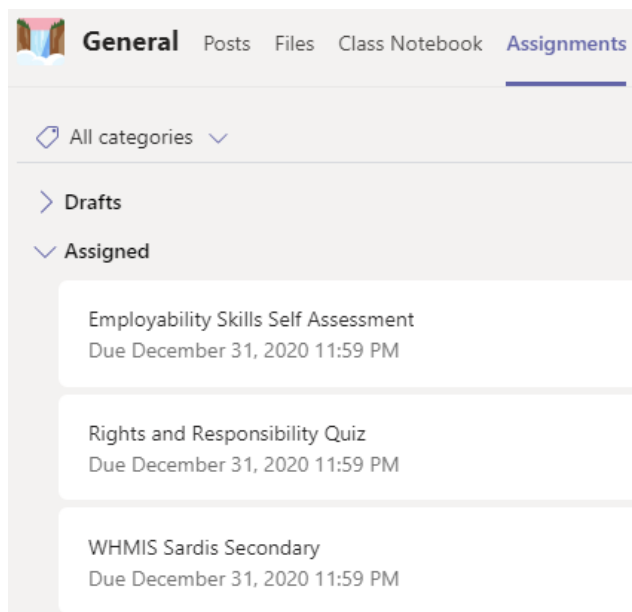 General Posts Files Class Notebook Assignments
All categories
Drafts
Assigned
Employability Skills Self Assessment
Due December 31, 2020 11:59 PM
Rights and Responsibility Quiz
Due December 31, 2020 11:59 PM
WHMIS Sardis Secondary
Due December 31, 2020 11:59 PM